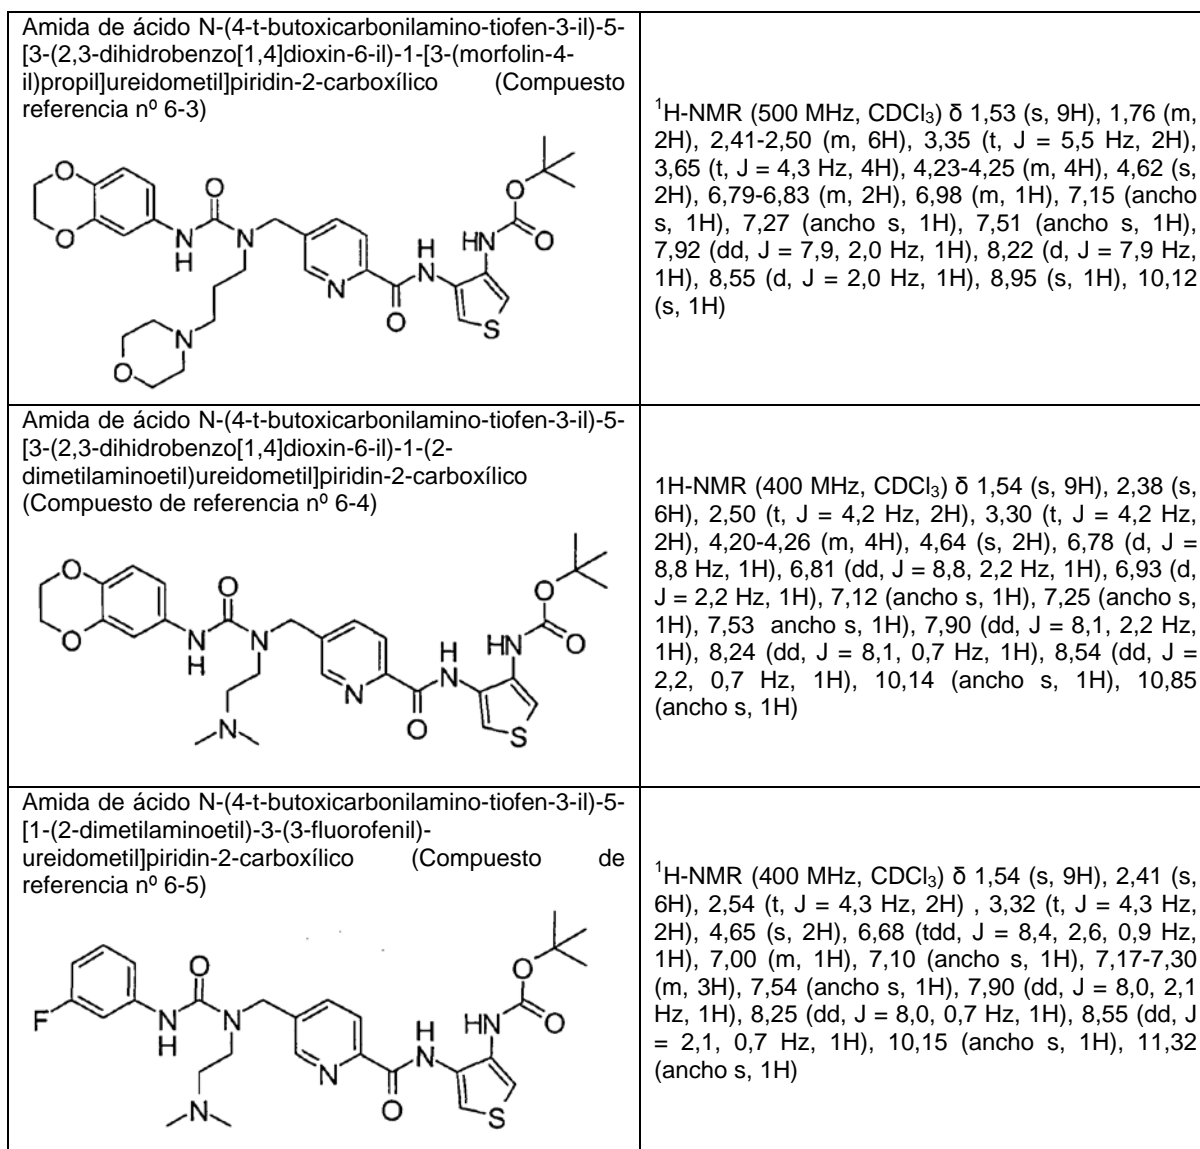 Amida de ácido N-(4-t-butoxicarbonilamino-tiofen-3-il)-5-
[3-(2,3-dihidrobenzo[1,4]dioxin-6-il)-1-[3-(morfolin-4-
il)propil]ureidometil]piridin-2-carboxílico (Compuesto
referencia nº 6-3)
O
O
N
H
O
N
N
O
N
O
H
N
S
HN
O
O
¹H-NMR (500 MHz, CDCl₃) δ 1,53 (s, 9H), 1,76 (m,
2H), 2,41-2,50 (m, 6H), 3,35 (t, J = 5,5 Hz, 2H),
3,65 (t, J = 4,3 Hz, 4H), 4,23-4,25 (m, 4H), 4,62 (s,
2H), 6,79-6,83 (m, 2H), 6,98 (m, 1H), 7,15 (ancho
s, 1H), 7,27 (ancho s, 1H), 7,51 (ancho s, 1H),
7,92 (dd, J = 7,9, 2,0 Hz, 1H), 8,22 (d, J = 7,9 Hz,
1H), 8,55 (d, J = 2,0 Hz, 1H), 8,95 (s, 1H), 10,12
(s, 1H)
Amida de ácido N-(4-t-butoxicarbonilamino-tiofen-3-il)-5-
[3-(2,3-dihidrobenzo[1,4]dioxin-6-il)-1-(2-
dimetilaminoetil)ureidometil]piridin-2-carboxílico
(Compuesto de referencia nº 6-4)
O
O
N
H
O
N
N
N
O
H
N
S
HN
O
O
1H-NMR (400 MHz, CDCl₃) δ 1,54 (s, 9H), 2,38 (s,
6H), 2,50 (t, J = 4,2 Hz, 2H), 3,30 (t, J = 4,2 Hz,
2H), 4,20-4,26 (m, 4H), 4,64 (s, 2H), 6,78 (d, J =
8,8 Hz, 1H), 6,81 (dd, J = 8,8, 2,2 Hz, 1H), 6,93 (d,
J = 2,2 Hz, 1H), 7,12 (ancho s, 1H), 7,25 (ancho s,
1H), 7,53 ancho s, 1H), 7,90 (dd, J = 8,1, 2,2 Hz,
1H), 8,24 (dd, J = 8,1, 0,7 Hz, 1H), 8,54 (dd, J =
2,2, 0,7 Hz, 1H), 10,14 (ancho s, 1H), 10,85
(ancho s, 1H)
Amida de ácido N-(4-t-butoxicarbonilamino-tiofen-3-il)-5-
[1-(2-dimetilaminoetil)-3-(3-fluorofenil)-
ureidometil]piridin-2-carboxílico (Compuesto de
referencia nº 6-5)
F
N
H
O
N
N
N
O
H
N
S
HN
O
O
¹H-NMR (400 MHz, CDCl₃) δ 1,54 (s, 9H), 2,41 (s,
6H), 2,54 (t, J = 4,3 Hz, 2H) , 3,32 (t, J = 4,3 Hz,
2H), 4,65 (s, 2H), 6,68 (tdd, J = 8,4, 2,6, 0,9 Hz,
1H), 7,00 (m, 1H), 7,10 (ancho s, 1H), 7,17-7,30
(m, 3H), 7,54 (ancho s, 1H), 7,90 (dd, J = 8,0, 2,1
Hz, 1H), 8,25 (dd, J = 8,0, 0,7 Hz, 1H), 8,55 (dd, J
= 2,1, 0,7 Hz, 1H), 10,15 (ancho s, 1H), 11,32
(ancho s, 1H)